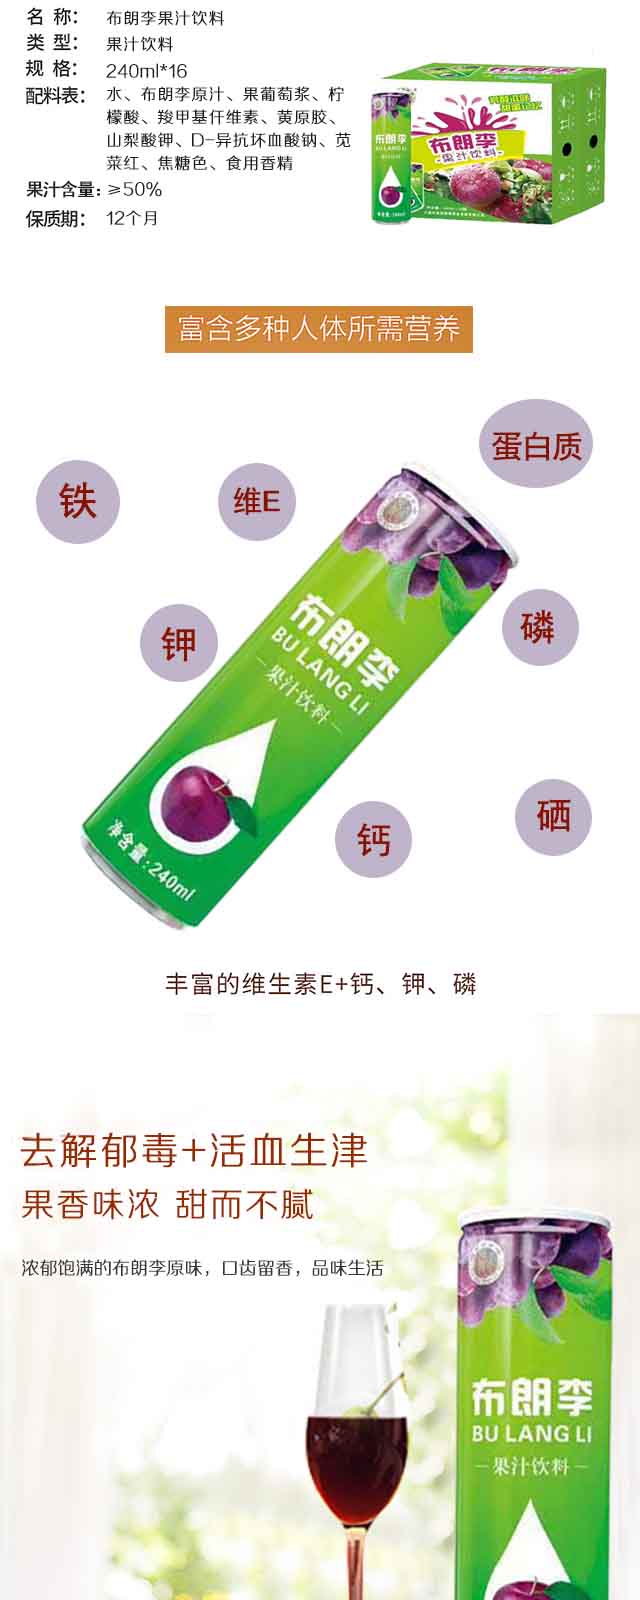 名 称： 布朗李果汁饮料
类 型： 果汁饮料
规 格： 240ml*16
配料表： 水、布朗李原汁、果葡萄浆、柠
檬酸、羧甲基仟维素、黄原胶、
山梨酸钾、D-异抗坏血酸钠、苋
菜红、焦糖色、食用香精
果汁含量：≥50%
保质期： 12个月
布朗李
果汁饮料
布朗李
BU LANG LI
富含多种人体所需营养
蛋白质
铁
维E
钾
磷
钙
硒
布朗李
BU LANG LI
果汁饮料
净含量:240ml
丰富的维生素E+钙、钾、磷
去解郁毒+活血生津
果香味浓 甜而不腻
浓郁饱满的布朗李原味，口齿留香，品味生活
布朗李
BU LANG LI
果汁饮料